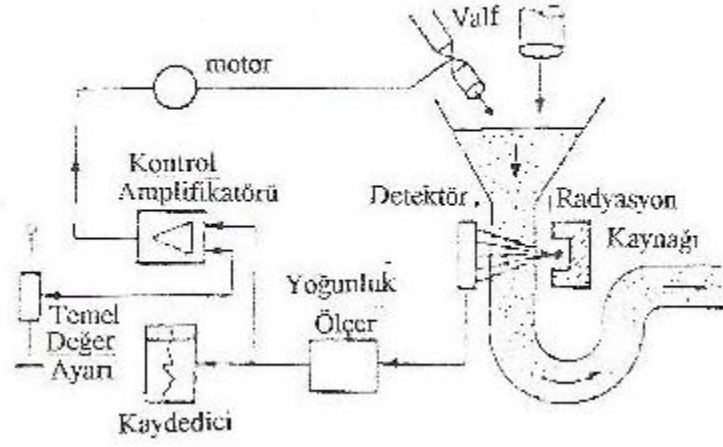 Valf
motor
Kontrol
Amplifikatörü
Detektör
Radyasyon
Kaynağı
Yoğunluk
Ölçer
Temel
Değer
Ayarı
Kaydedici